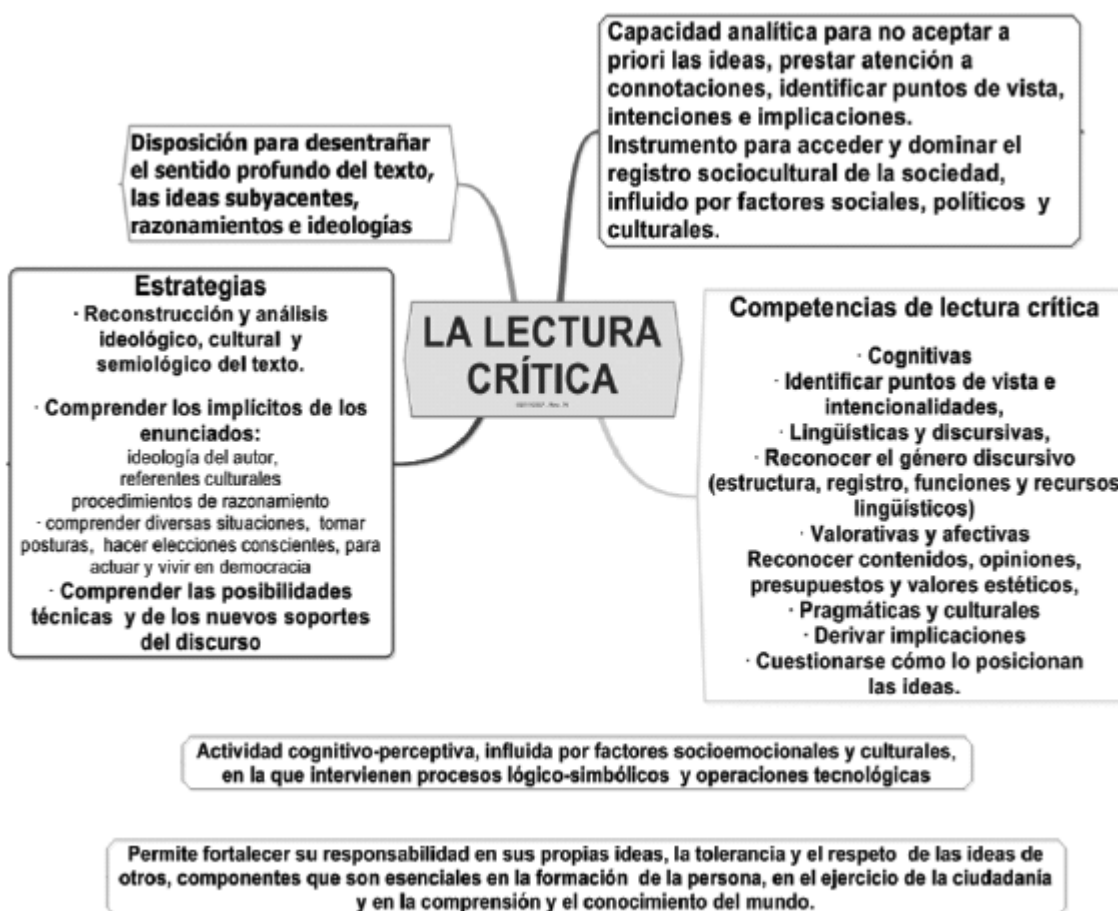 Capacidad analítica para no aceptar a
priori las ideas, prestar atención a
connotaciones, identificar puntos de vista,
intenciones e implicaciones.
Instrumento para acceder y dominar el
registro sociocultural de la sociedad,
influido por factores sociales, políticos y
culturales.
Disposición para desentrañar
el sentido profundo del texto,
las ideas subyacentes,
razonamientos e ideologías
LA LECTURA
CRÍTICA
Estrategias
· Reconstrucción y análisis
ideológico, cultural y
semiológico del texto.
· Comprender los implícitos de los
enunciados:
ideología del autor,
referentes culturales
procedimientos de razonamiento
· comprender diversas situaciones, tomar
posturas, hacer elecciones conscientes, para
actuar y vivir en democracia
· Comprender las posibilidades
técnicas y de los nuevos soportes
del discurso
Competencias de lectura crítica
· Cognitivas
· Identificar puntos de vista e
intencionalidades,
· Lingüísticas y discursivas,
· Reconocer el género discursivo
(estructura, registro, funciones y recursos
lingüísticos)
· Valorativas y afectivas
Reconocer contenidos, opiniones,
presupuestos y valores estéticos,
· Pragmáticas y culturales
· Derivar implicaciones
· Cuestionarse cómo lo posicionan
las ideas.
Actividad cognitivo-perceptiva, influida por factores socioemocionales y culturales,
en la que intervienen procesos lógico-simbólicos y operaciones tecnológicas
Permite fortalecer su responsabilidad en sus propias ideas, la tolerancia y el respeto de las ideas de
otros, componentes que son esenciales en la formación de la persona, en el ejercicio de la ciudadanía
y en la comprensión y el conocimiento del mundo.